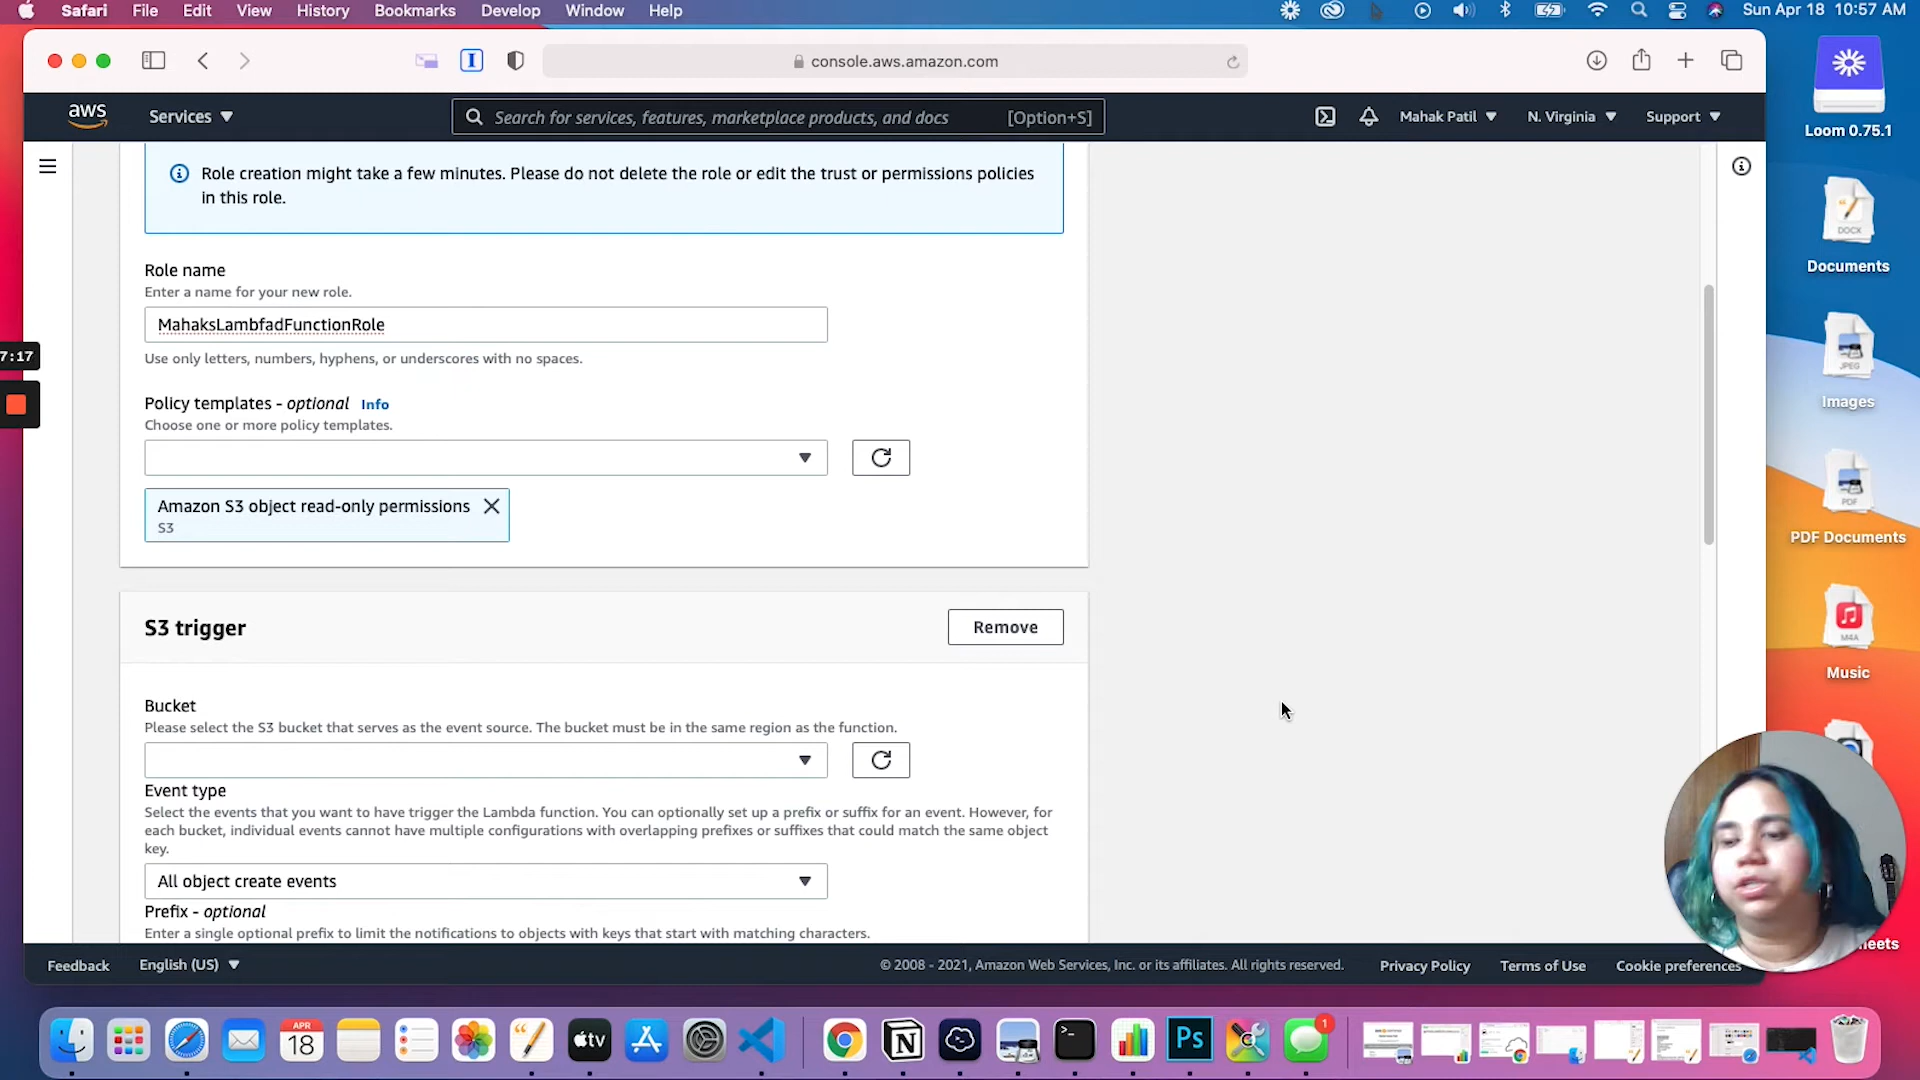 Safari File Edit View History Bookmarks Develop Window Help Sun Apr 18 10:57 AM
console.aws.amazon.com
aws Services Search for services, features, marketplace products, and docs [Option+S] Mahak Patil N. Virginia Support
Role creation might take a few minutes. Please do not delete the role or edit the trust or permissions policies
in this role.
Role name
Enter a name for your new role.
MahaksLambfadFunctionRole
Use only letters, numbers, hyphens, or underscores with no spaces.
Policy templates - optional Info
Choose one or more policy templates.
Amazon S3 object read-only permissions
S3
S3 trigger
Remove
Bucket
Please select the S3 bucket that serves as the event source. The bucket must be in the same region as the function.
Event type
Select the events that you want to have trigger the Lambda function. You can optionally set up a prefix or suffix for an event. However, for
each bucket, individual events cannot have multiple configurations with overlapping prefixes or suffixes that could match the same object
key.
All object create events
Prefix - optional
Enter a single optional prefix to limit the notifications to objects with keys that start with matching characters.
Feedback English (US) © 2008 - 2021, Amazon Web Services, Inc. or its affiliates. All rights reserved. Privacy Policy Terms of Use Cookie preferences
7:17
Loom 0.75.1
DOCX
Documents
JPEG
Images
PDF
PDF Documents
M4A
Music
eets
APR
18
tv
Ps
1